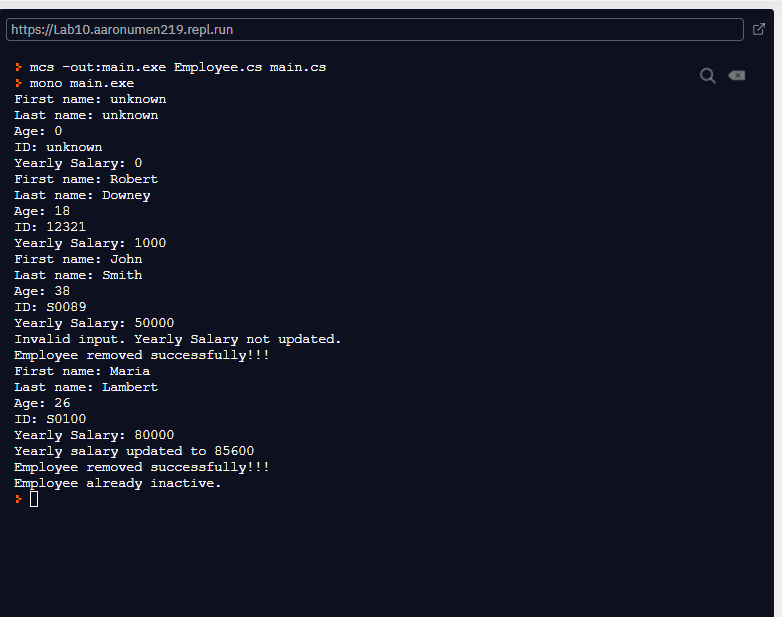 https://Lab10.aaronumen219.repl.run
> mcs -out:main.exe Employee.cs main.cs
> mono main.exe
First name: unknown
Last name: unknown
Age: 0
ID: unknown
Yearly Salary: 0
First name: Robert
Last name: Downey
Age: 18
ID: 12321
Yearly Salary: 1000
First name: John
Last name: Smith
Age: 38
ID: S0089
Yearly Salary: 50000
Invalid input. Yearly Salary not updated.
Employee removed successfully!!!
First name: Maria
Last name: Lambert
Age: 26
ID: S0100
Yearly Salary: 80000
Yearly salary updated to 85600
Employee removed successfully!!!
Employee already inactive.
>